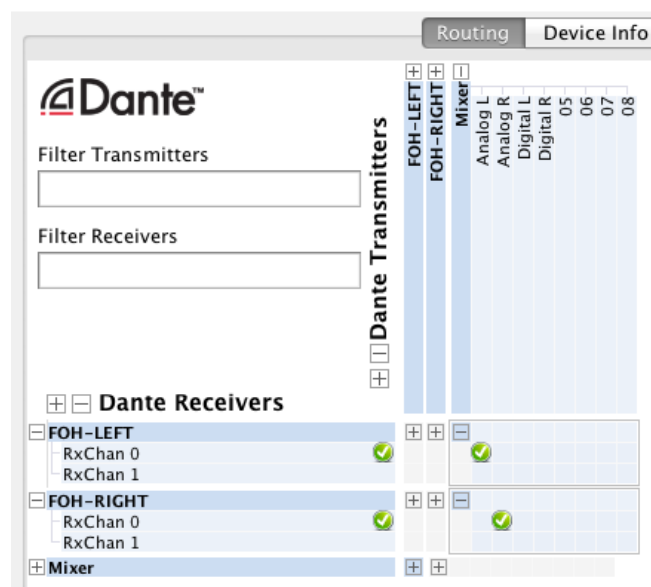 Routing
Device Info
Dante™
Filter Transmitters
Filter Receivers
Dante Transmitters
FOH-LEFT
FOH-RIGHT
Mixer
Analog L
Analog R
Digital L
Digital R
05
06
07
08
Dante Receivers
FOH-LEFT
RxChan 0
RxChan 1
FOH-RIGHT
RxChan 0
RxChan 1
Mixer